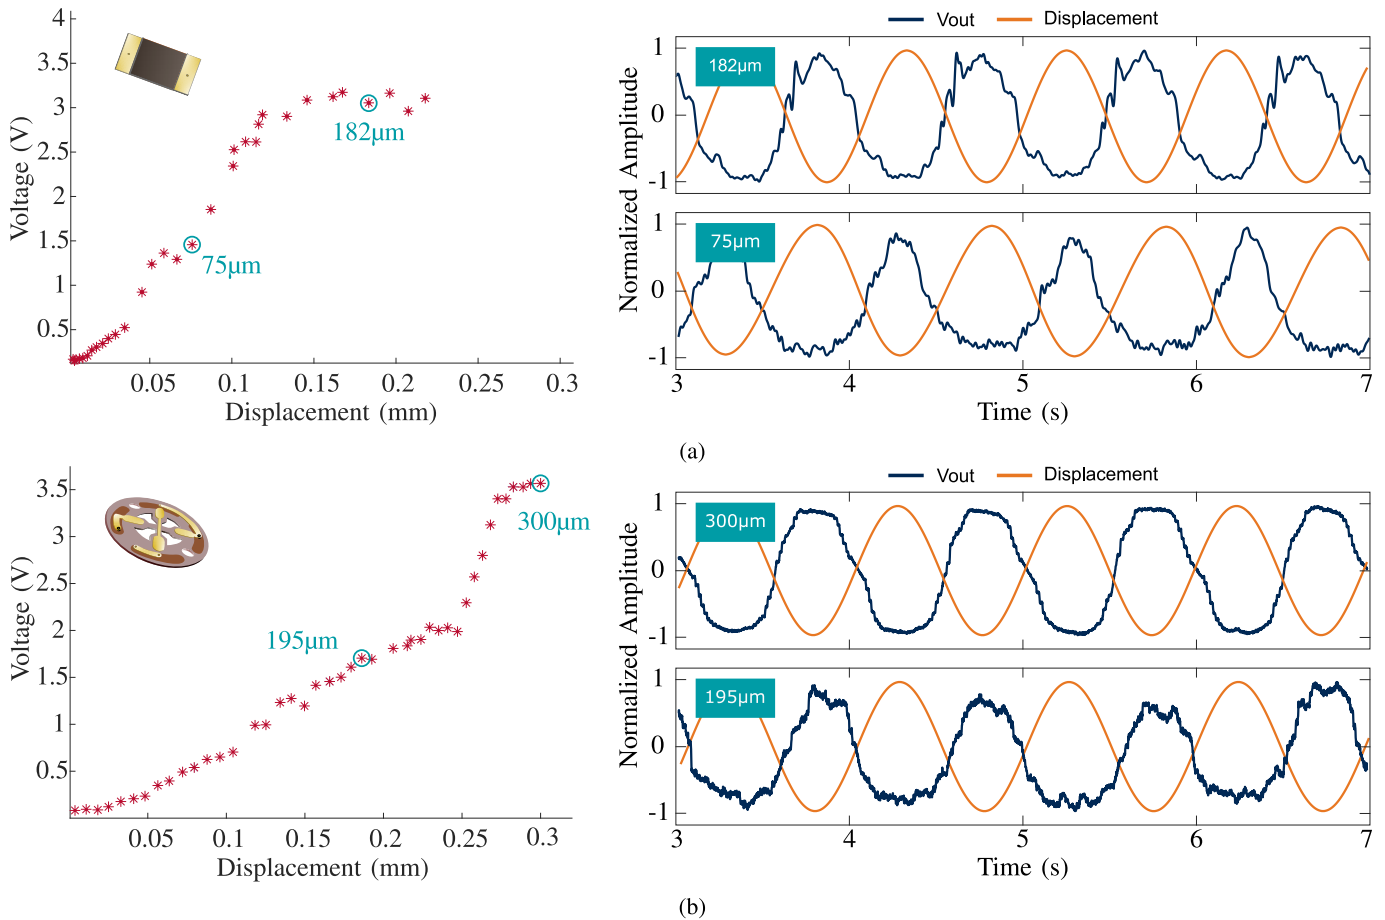 4
3.5
3
2.5
2
1.5
1
0.5
Voltage (V)
182µm
75µm
0.05 0.1 0.15 0.2 0.25 0.3
Displacement (mm)
Vout Displacement
182µm
1
0
-1
75µm
1
0
-1
Normalized Amplitude
3 4 5 6 7
Time (s)
(a)
3.5
3
2.5
2
1.5
1
0.5
Voltage (V)
300µm
195µm
0.05 0.1 0.15 0.2 0.25 0.3
Displacement (mm)
Vout Displacement
300µm
1
0
-1
195µm
1
0
-1
Normalized Amplitude
3 4 5 6 7
Time (s)
(b)